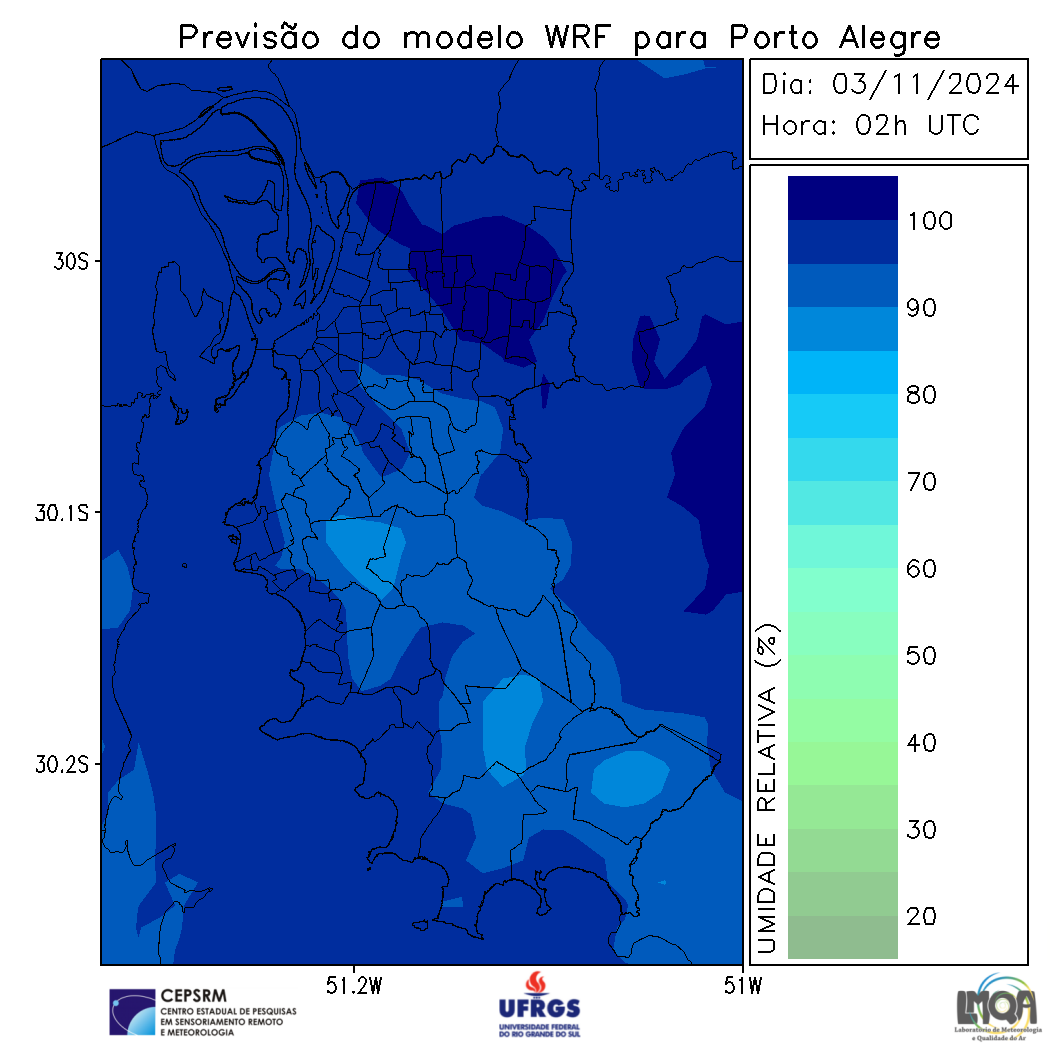 Previsão do modelo WRF para Porto Alegre
Dia: 03/11/2024
Hora: 02h UTC
30S
30.1S
30.2S
51.2W
51W
100
90
80
70
60
50
40
30
20
UMIDADE RELATIVA (%)
CEPSRM
CENTRO ESTADUAL DE PESQUISAS
EM SENSORIAMENTO REMOTO
E METEOROLOGIA
UFRGS
UNIVERSIDADE FEDERAL
DO RIO GRANDE DO SUL
LMQA
Laboratório de Meteorologia
e Qualidade do Ar